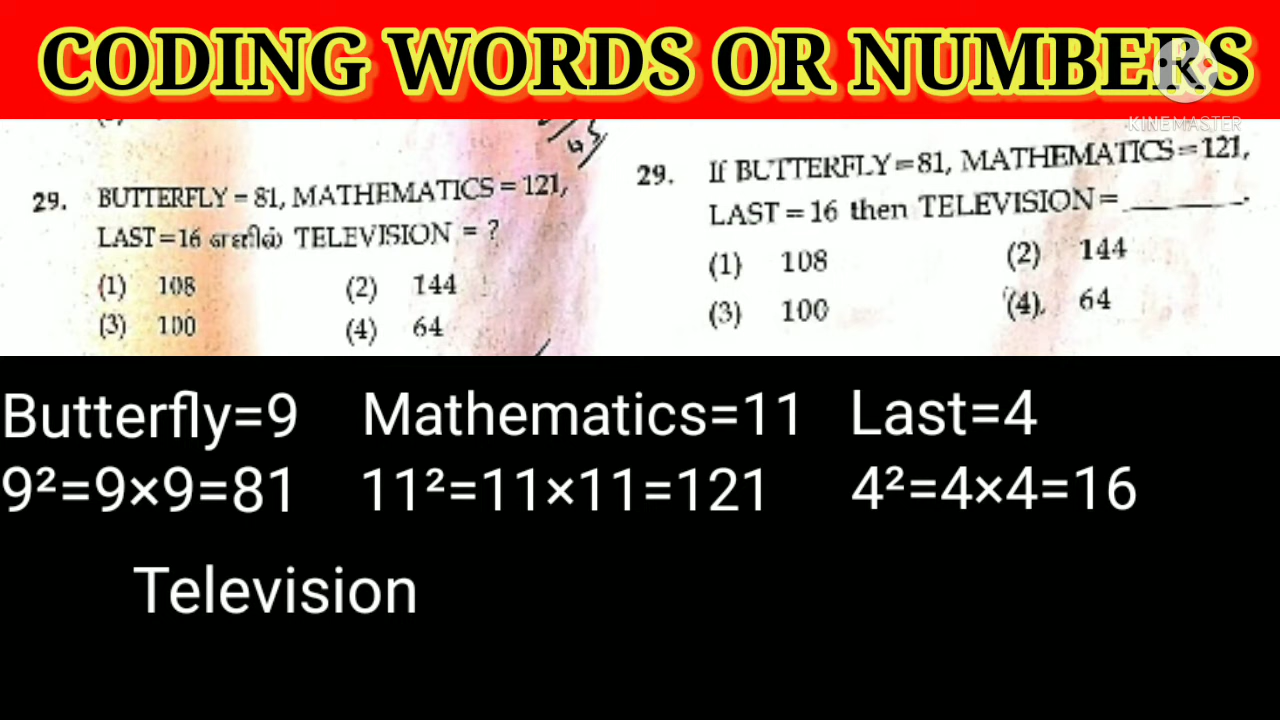 CODING WORDS OR NUMBERS
KINEMASTER
29. BUTTERFLY = 81, MATHEMATICS = 121,
LAST=16 எனில் TELEVISION = ?
(1) 108 (2) 144
(3) 100 (4) 64
29. If BUTTERFLY=81, MATHEMATICS=121,
LAST = 16 then TELEVISION= ________.
(1) 108 (2) 144
(3) 100 (4) 64
Butterfly=9 Mathematics=11 Last=4
9²=9×9=81 11²=11×11=121 4²=4×4=16
Television